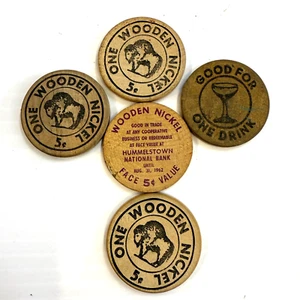 ONE WOODEN NICKEL
5¢
ONE WOODEN NICKEL
5¢
GOOD FOR
ONE DRINK
WOODEN NICKEL
GOOD IN TRADE
AT ANY COOPERATIVE
BUSINESS OR REDEEMABLE
AT FACE VALUE AT
HUMMELSTOWN
NATIONAL BANK
UNTIL
AUG. 31, 1962
FACE 5¢ VALUE
ONE WOODEN NICKEL
5¢